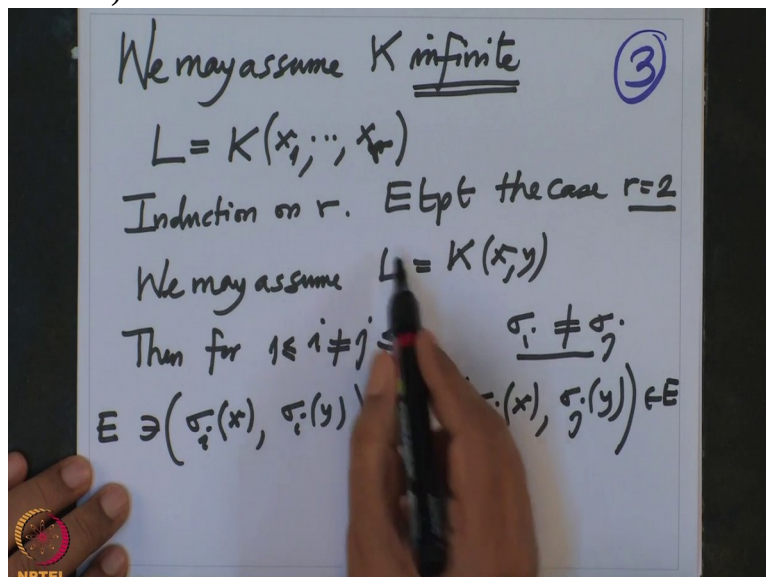 We may assume K infinite
3
L = K(x₁, ..., xᵣ)
Induction on r. Etpt the case r=2
We may assume L = K(x,y)
Then for 1 ≤ i ≠ j ≤ σᵢ ≠ σⱼ
E ∋ (σᵢ(x), σᵢ(y) (x), σⱼ(y)) ∈ E
NPTEL